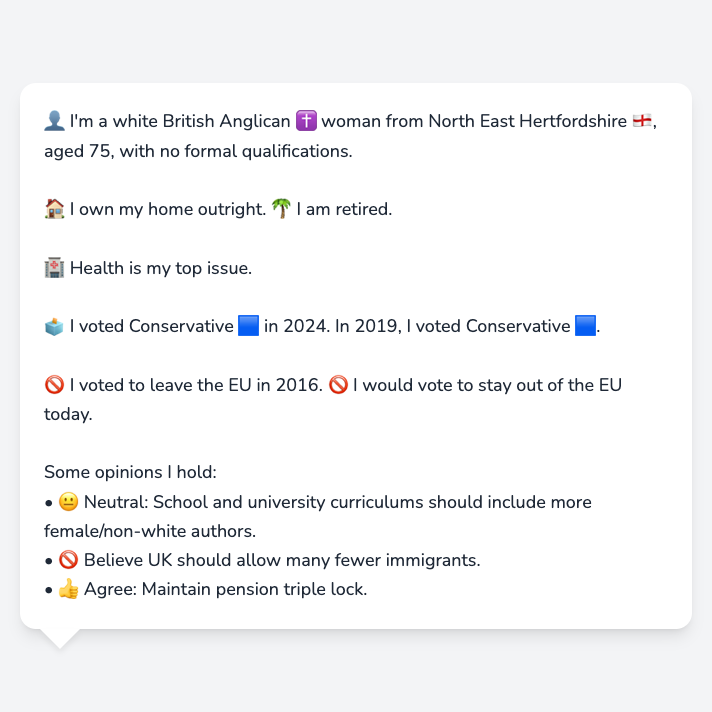 👤 I'm a white British Anglican ✝️ woman from North East Hertfordshire 🏴󠁧󠁢󠁥󠁮󠁧󠁿,
aged 75, with no formal qualifications.
🏠 I own my home outright. 🌴 I am retired.
🏥 Health is my top issue.
🗳️ I voted Conservative 🟦 in 2024. In 2019, I voted Conservative 🟦.
🚫 I voted to leave the EU in 2016. 🚫 I would vote to stay out of the EU
today.
Some opinions I hold:
• 😐 Neutral: School and university curriculums should include more
female/non-white authors.
• 🚫 Believe UK should allow many fewer immigrants.
• 👍 Agree: Maintain pension triple lock.